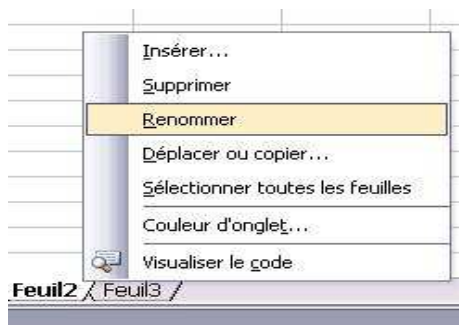 Insérer...
Supprimer
Renommer
Déplacer ou copier...
Sélectionner toutes les feuilles
Couleur d'onglet...
Visualiser le code
Feuil2 / Feuil3 /